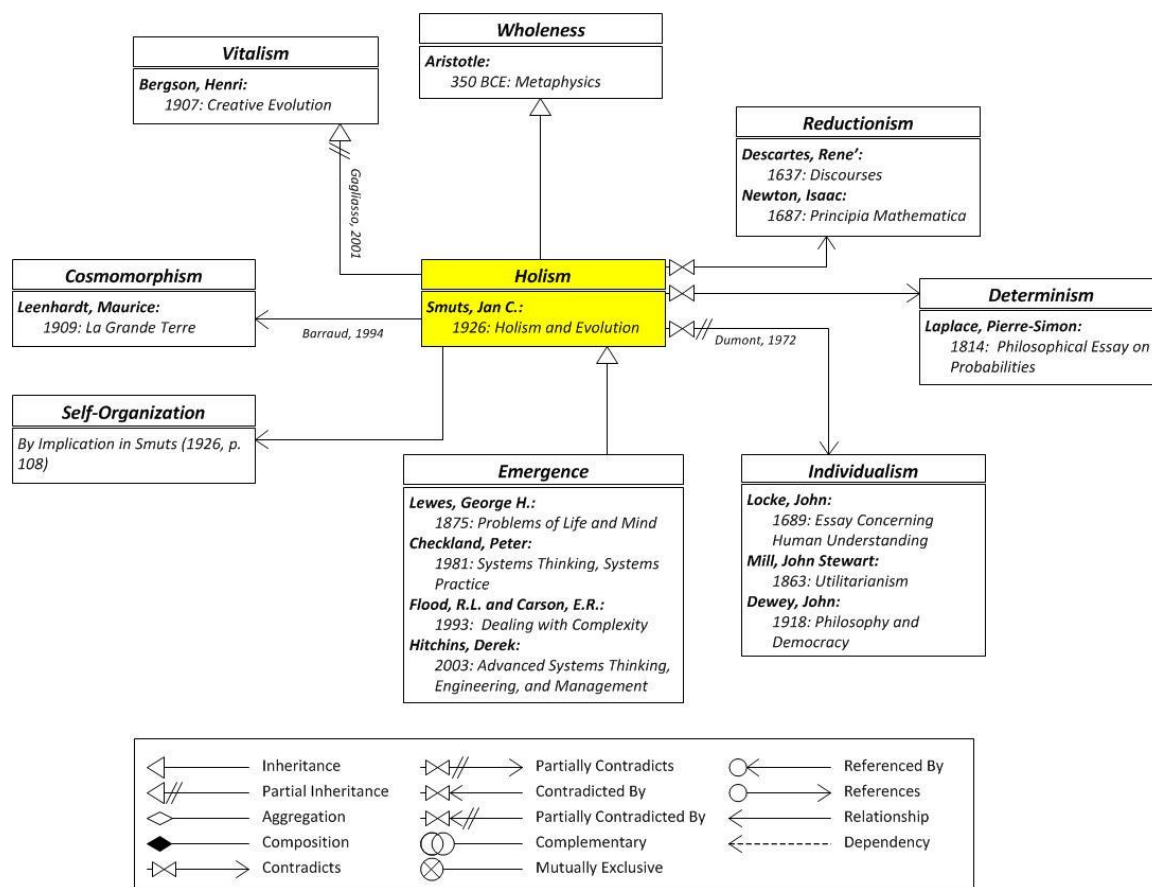 Wholeness
Aristotle:
350 BCE: Metaphysics
Vitalism
Bergson, Henri:
1907: Creative Evolution
Gagliasso, 2001
Reductionism
Descartes, Rene':
1637: Discourses
Newton, Isaac:
1687: Principia Mathematica
Cosmomorphism
Leenhardt, Maurice:
1909: La Grande Terre
Barraud, 1994
Holism
Smuts, Jan C.:
1926: Holism and Evolution
Dumont, 1972
Determinism
Laplace, Pierre-Simon:
1814: Philosophical Essay on
Probabilities
Self-Organization
By Implication in Smuts (1926, p.
108)
Emergence
Lewes, George H.:
1875: Problems of Life and Mind
Checkland, Peter:
1981: Systems Thinking, Systems
Practice
Flood, R.L. and Carson, E.R.:
1993: Dealing with Complexity
Hitchins, Derek:
2003: Advanced Systems Thinking,
Engineering, and Management
Individualism
Locke, John:
1689: Essay Concerning
Human Understanding
Mill, John Stewart:
1863: Utilitarianism
Dewey, John:
1918: Philosophy and
Democracy
Inheritance
Partial Inheritance
Aggregation
Composition
Contradicts
Partially Contradicts
Contradicted By
Partially Contradicted By
Complementary
Mutually Exclusive
Referenced By
References
Relationship
Dependency